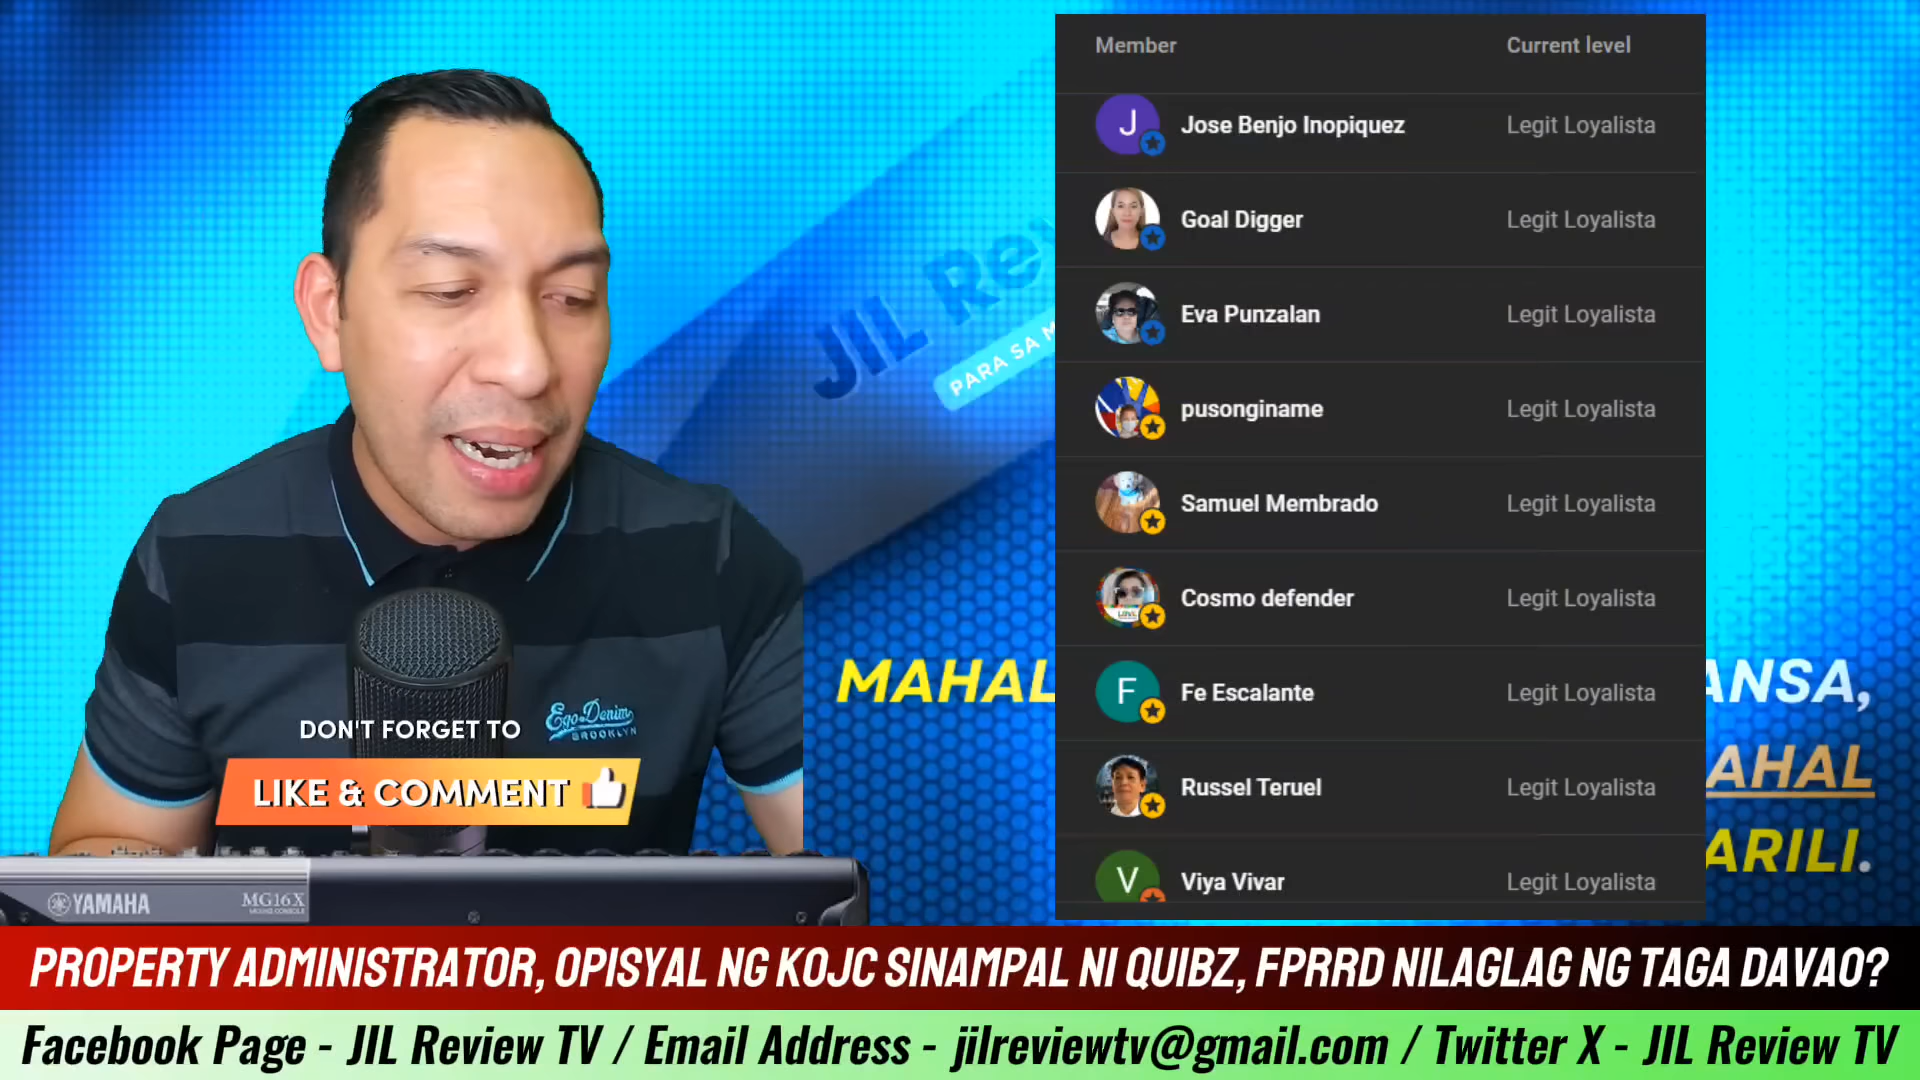 Member Current level
J Jose Benjo Inopiquez Legit Loyalista
Goal Digger Legit Loyalista
Eva Punzalan Legit Loyalista
pusonginame Legit Loyalista
Samuel Membrado Legit Loyalista
Cosmo defender Legit Loyalista
F Fe Escalante Legit Loyalista
Russel Teruel Legit Loyalista
V Viya Vivar Legit Loyalista
JIL Re
PARA SA M
MAHAL ANSA,
AHAL
ARILI.
Ego Denim
BROOKLYN
DON'T FORGET TO
LIKE & COMMENT
YAMAHA MG16X
MIXING CONSOLE
PROPERTY ADMINISTRATOR, OPISYAL NG KOJC SINAMPAL NI QUIBZ, FPRRD NILAGLAG NG TAGA DAVAO?
Facebook Page - JIL Review TV / Email Address - jilreviewtv@gmail.com / Twitter X - JIL Review TV